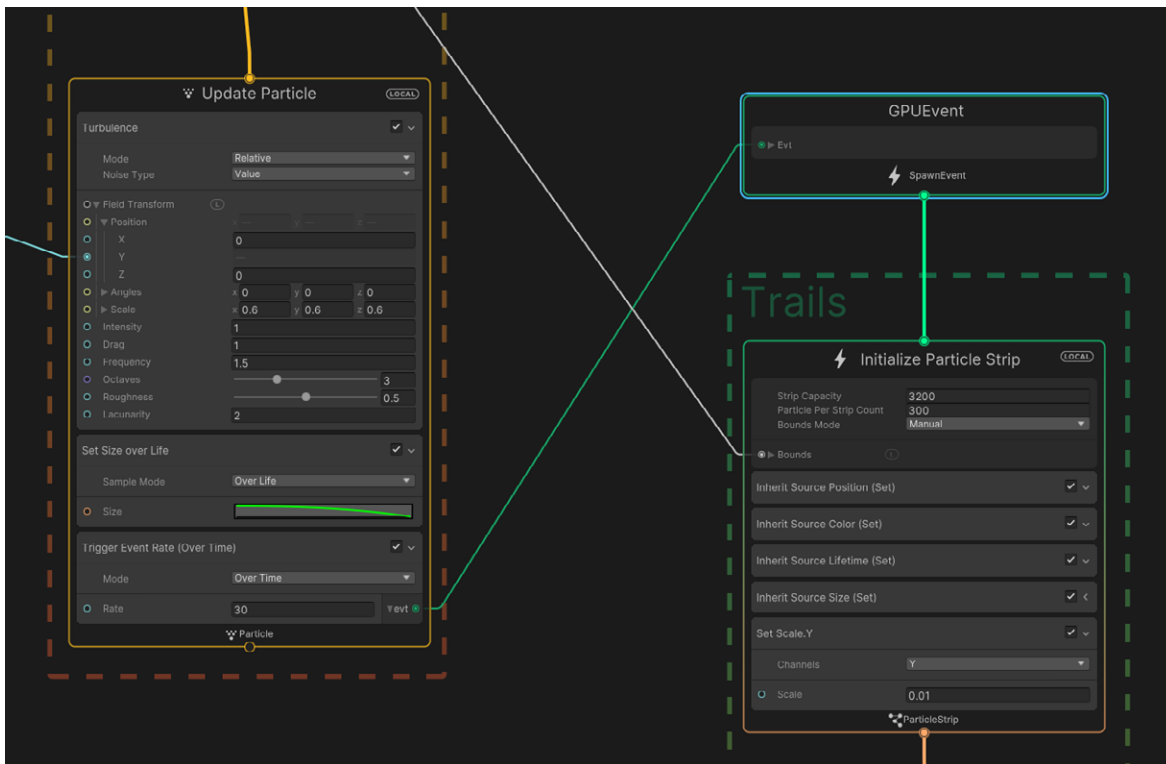 Update Particle
LOCAL
Turbulence
Mode Relative
Noise Type Value
Field Transform L
Position x — y — z —
X 0
Y —
Z 0
Angles x 0 y 0 z 0
Scale x 0.6 y 0.6 z 0.6
Intensity 1
Drag 1
Frequency 1.5
Octaves 3
Roughness 0.5
Lacunarity 2
Set Size over Life
Sample Mode Over Life
Size
Trigger Event Rate (Over Time)
Mode Over Time
Rate 30 evt
Particle
GPUEvent
Evt
SpawnEvent
Trails
Initialize Particle Strip
LOCAL
Strip Capacity 3200
Particle Per Strip Count 300
Bounds Mode Manual
Bounds L
Inherit Source Position (Set)
Inherit Source Color (Set)
Inherit Source Lifetime (Set)
Inherit Source Size (Set)
Set Scale.Y
Channels Y
Scale 0.01
ParticleStrip